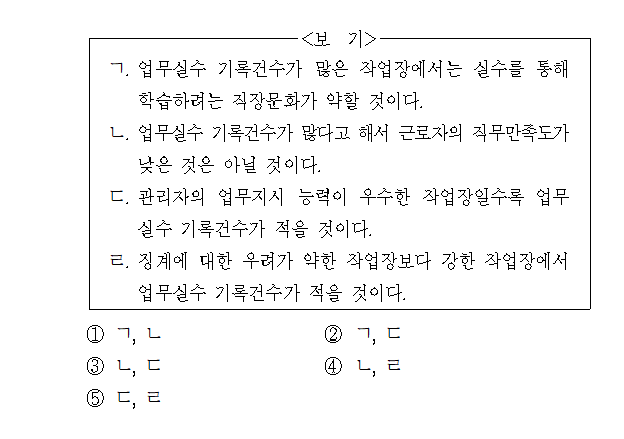 <보 기>
ㄱ. 업무실수 기록건수가 많은 작업장에서는 실수를 통해
학습하려는 직장문화가 약할 것이다.
ㄴ. 업무실수 기록건수가 많다고 해서 근로자의 직무만족도가
낮은 것은 아닐 것이다.
ㄷ. 관리자의 업무지시 능력이 우수한 작업장일수록 업무
실수 기록건수가 적을 것이다.
ㄹ. 징계에 대한 우려가 약한 작업장보다 강한 작업장에서
업무실수 기록건수가 적을 것이다.
① ㄱ, ㄴ ② ㄱ, ㄷ
③ ㄴ, ㄷ ④ ㄴ, ㄹ
⑤ ㄷ, ㄹ